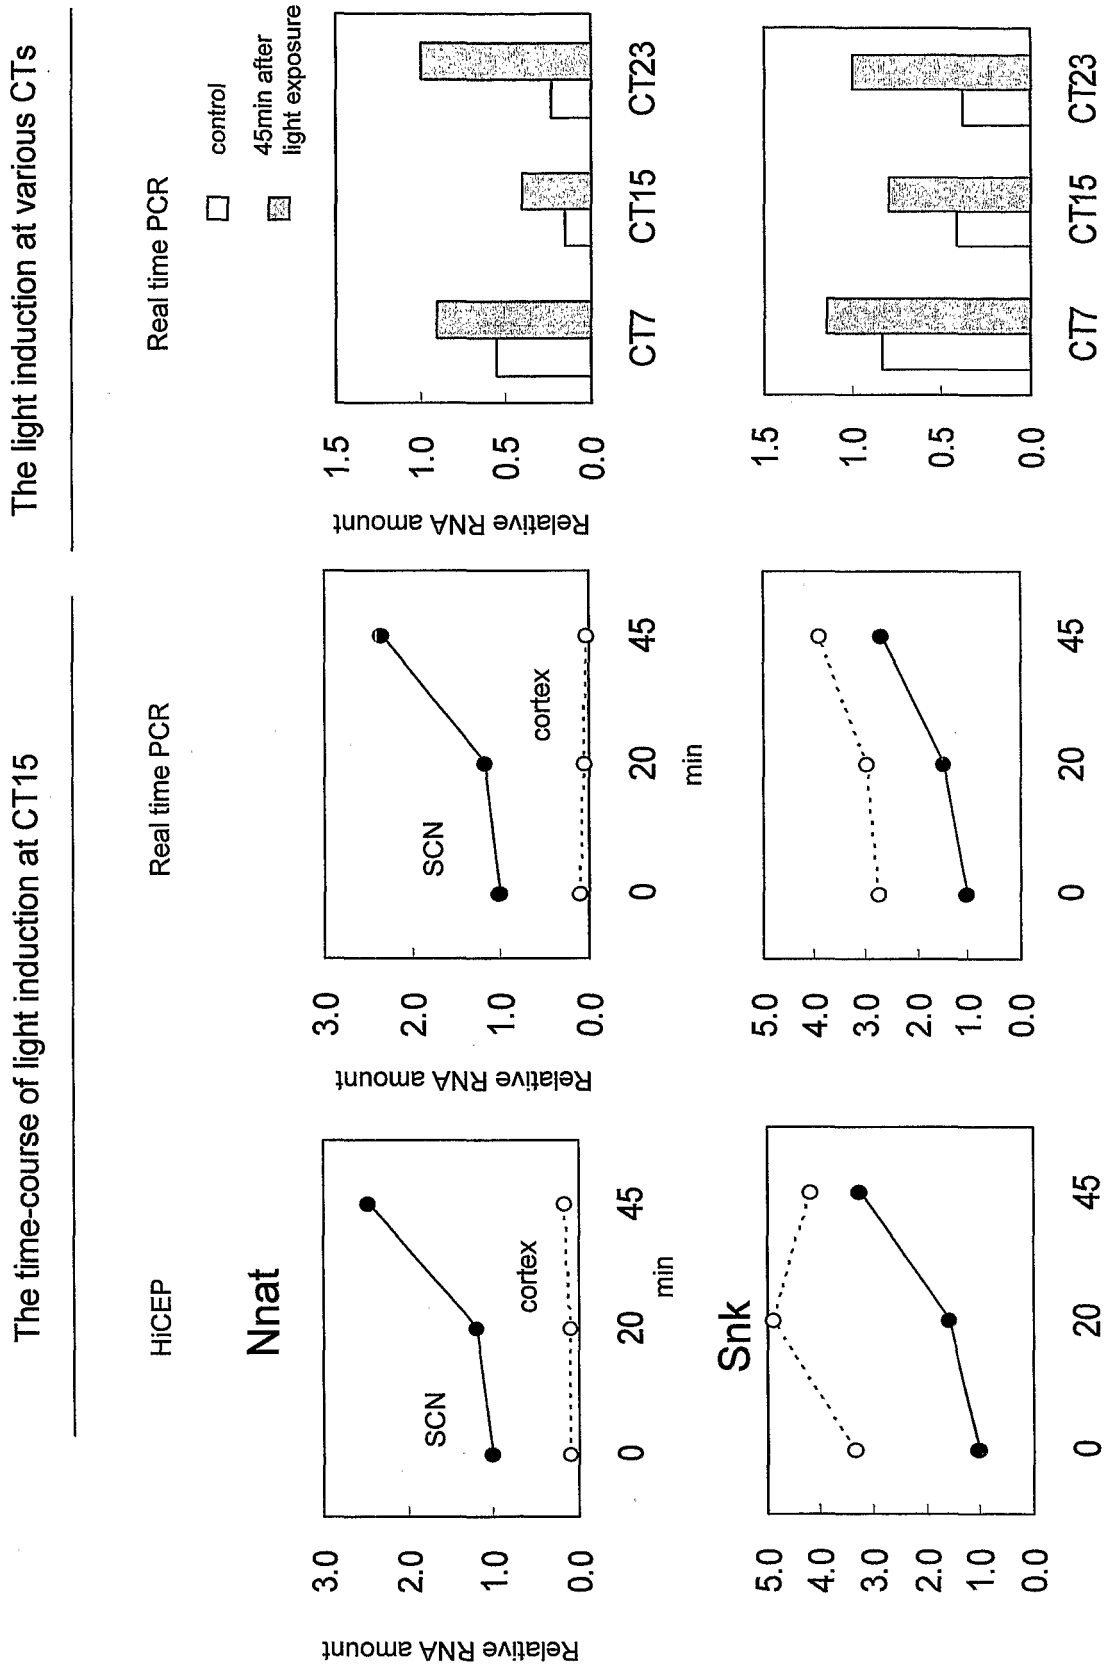 The time-course of light induction at CT15
The light induction at various CTs
HiCEP
Real time PCR
Real time PCR
control
45min after
light exposure
Nnat
Relative RNA amount
3.0
2.0
1.0
0.0
SCN
cortex
0 20 45
min
Relative RNA amount
3.0
2.0
1.0
0.0
SCN
cortex
0 20 45
min
Relative RNA amount
1.5
1.0
0.5
0.0
CT7 CT15 CT23
Snk
5.0
4.0
3.0
2.0
1.0
0.0
0 20 45
5.0
4.0
3.0
2.0
1.0
0.0
0 20 45
1.5
1.0
0.5
0.0
CT7 CT15 CT23